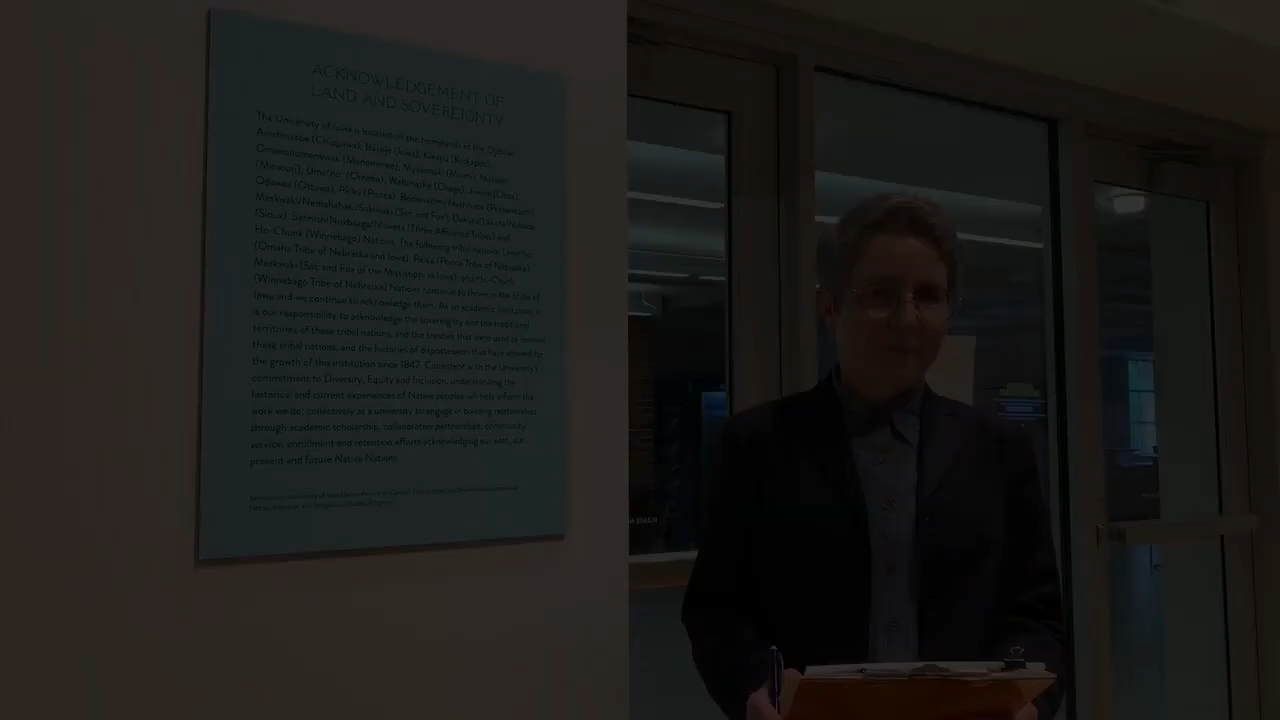 ACKNOWLEDGEMENT OF
LAND AND SOVEREIGNTY
The University of Iowa is located on the homelands of the Ojibwe/
Anishinaabe (Chippewa), Báxoje (Iowa), Kiikapó (Kickapoo),
Omāēqnomenēwak (Menominee), Myaamiaki (Miami), Nutachi
(Missouri), Umoⁿhoⁿ (Omaha), Wahzhazhe (Osage), Jiwere (Otoe),
Odawaa (Ottawa), (Ponca), (Potawatomi)
Meskwaki/Nemahahaki/Sakiwaki (Sac and Fox), Dakota/Lakota/Nakoda
(Sioux), Sahnish/Nuxbaaga/Nuweta (Three Affiliated Tribes) and
Ho-Chunk (Winnebago) Nations. The following tribal nations,
(Omaha Tribe of Nebraska and Iowa), (Ponca Tribe of Nebraska)
Meskwaki (Sac and Fox of the Mississippi in Iowa), and Ho-Chunk
(Winnebago Tribe of Nebraska) Nations continue to thrive in the State of
Iowa and we continue to acknowledge them. As an academic institution, it
is our responsibility to acknowledge the sovereignty and the traditional
territories of these tribal nations, and the treaties that were used to remove
these tribal nations, and the histories of dispossession that have allowed for
the growth of this institution since 1847. Consistent with the University's
commitment to Diversity, Equity and Inclusion, understanding the
historical and current experiences of Native peoples will help inform the
work we do; collectively as a university to engage in building relationships
through academic scholarship, collaborative partnerships, community
service, enrollment and retention efforts acknowledging our past, our
present and future Native Nations.